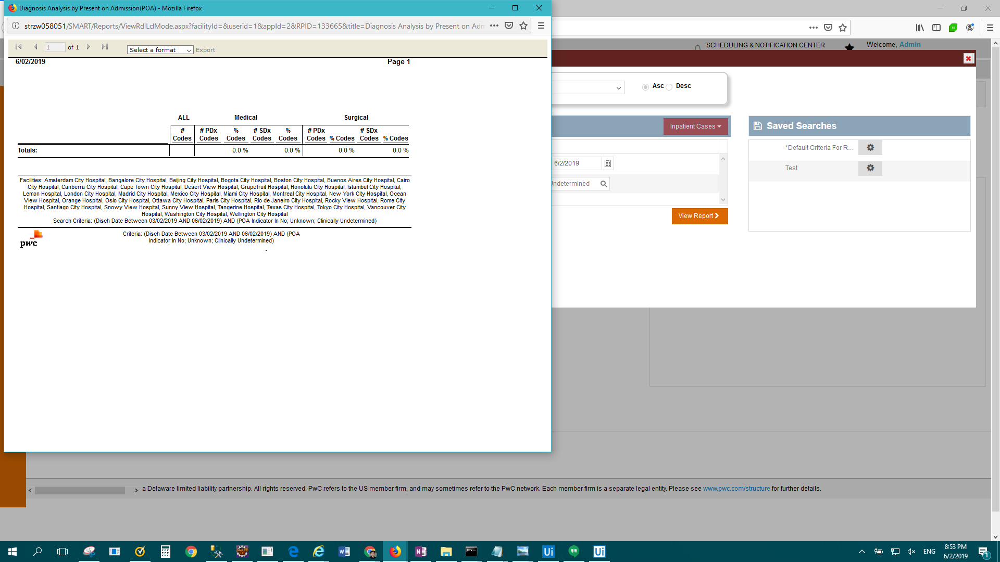 Diagnosis Analysis by Present on Admission(POA) - Mozilla Firefox
strzw058051/SMART/Reports/ViewRdlLclMode.aspx?facilityId=&userid=1&appId=2&RPID=133665&title=Diagnosis Analysis by Present on Adm
1 of 1
Select a format Export
6/02/2019 Page 1
ALL Medical Surgical
# # PDx % # SDx % # PDx # SDx
Codes Codes Codes Codes Codes Codes % Codes Codes % Codes
Totals: 0.0 % 0.0 % 0.0 % 0.0 %
Facilities: Amsterdam City Hospital, Bangalore City Hospital, Beijing City Hospital, Bogota City Hospital, Boston City Hospital, Buenos Aires City Hospital, Cairo
City Hospital, Canberra City Hospital, Cape Town City Hospital, Desert View Hospital, Grapefruit Hospital, Honolulu City Hospital, Istambul City Hospital,
Lemon Hospital, London City Hospital, Madrid City Hospital, Mexico City Hospital, Miami City Hospital, Montreal City Hospital, New York City Hospital, Ocean
View Hospital, Orange Hospital, Oslo City Hospital, Ottawa City Hospital, Paris City Hospital, Rio de Janeiro City Hospital, Rocky View Hospital, Rome City
Hospital, Santiago City Hospital, Snowy View Hospital, Sunny View Hospital, Tangerine Hospital, Texas City Hospital, Tokyo City Hospital, Vancouver City
Hospital, Washington City Hospital, Wellington City Hospital
Search Criteria: (Disch Date Between 03/02/2019 AND 06/02/2019) AND (POA Indicator In No; Unknown; Clinically Undetermined)
pwc
Criteria: (Disch Date Between 03/02/2019 AND 06/02/2019) AND (POA
Indicator In No; Unknown; Clinically Undetermined)
.
SCHEDULING & NOTIFICATION CENTER
Welcome, Admin
Asc Desc
Inpatient Cases
Saved Searches
*Default Criteria For R...
6/2/2019
Test
Undetermined
View Report
a Delaware limited liability partnership. All rights reserved. PwC refers to the US member firm, and may sometimes refer to the PwC network. Each member firm is a separate legal entity. Please see www.pwc.com/structure for further details.
ENG
8:53 PM
6/2/2019
1